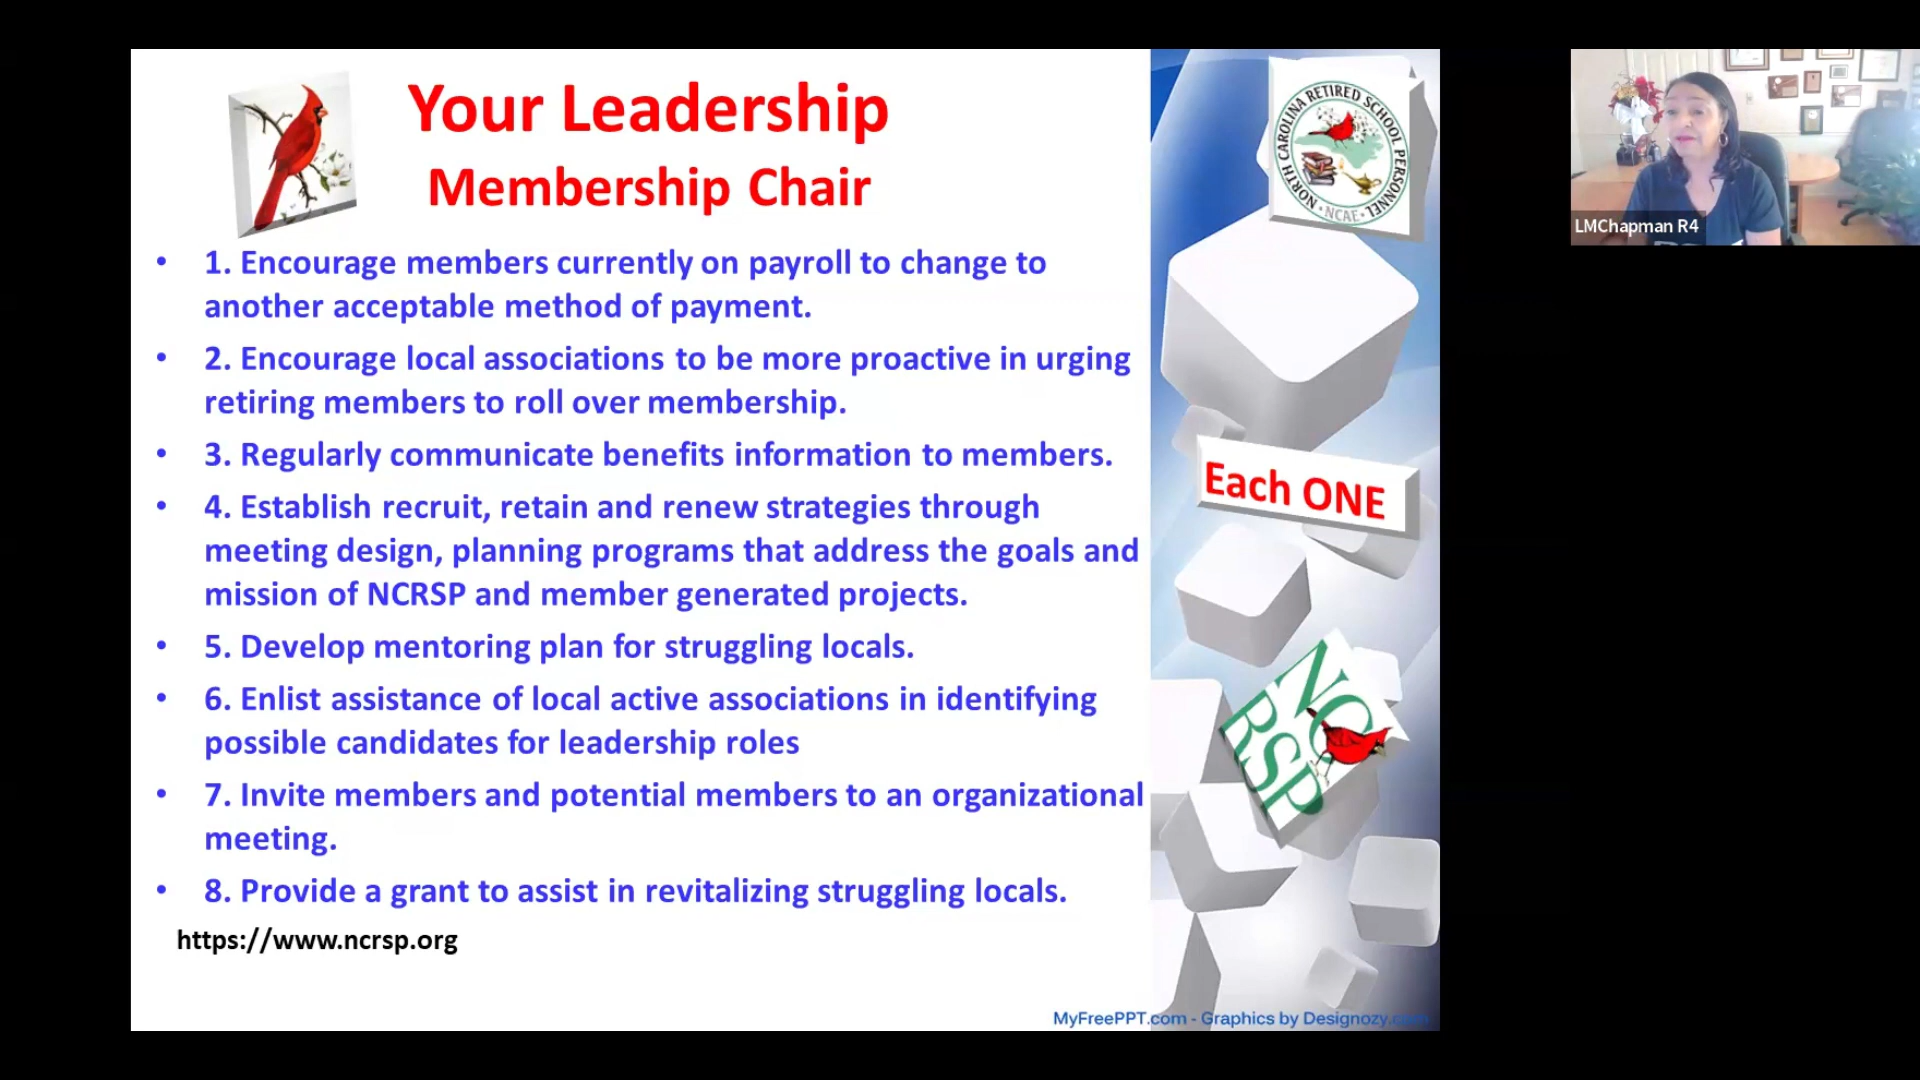 Your Leadership
Membership Chair
• 1. Encourage members currently on payroll to change to
another acceptable method of payment.
• 2. Encourage local associations to be more proactive in urging
retiring members to roll over membership.
• 3. Regularly communicate benefits information to members.
• 4. Establish recruit, retain and renew strategies through
meeting design, planning programs that address the goals and
mission of NCRSP and member generated projects.
• 5. Develop mentoring plan for struggling locals.
• 6. Enlist assistance of local active associations in identifying
possible candidates for leadership roles
• 7. Invite members and potential members to an organizational
meeting.
• 8. Provide a grant to assist in revitalizing struggling locals.
https://www.ncrsp.org
NORTH CAROLINA RETIRED SCHOOL PERSONNEL
• NCAE •
Each ONE
NC
RSP
MyFreePPT.com - Graphics by Designozy.com
LMChapman R4